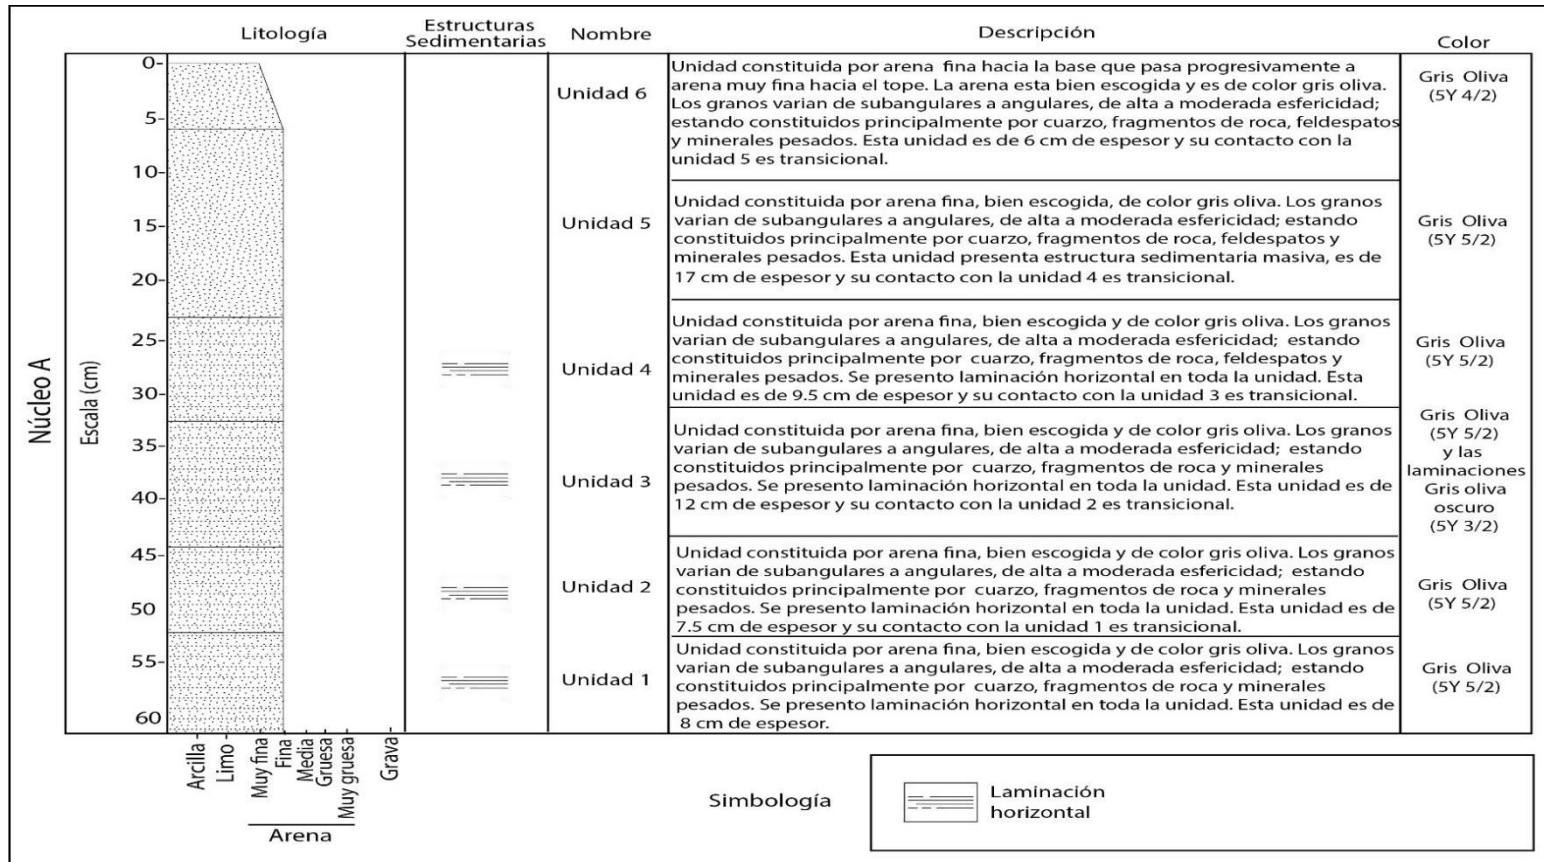 Litología
Estructuras
Sedimentarias
Nombre
Descripción
Color
Núcleo A
Escala (cm)
0-
5-
10-
15-
20-
25-
30-
35-
40-
45-
50
55-
60
Unidad 6
Unidad constituida por arena fina hacia la base que pasa progresivamente a
arena muy fina hacia el tope. La arena esta bien escogida y es de color gris oliva.
Los granos varian de subangulares a angulares, de alta a moderada esfericidad;
estando constituidos principalmente por cuarzo, fragmentos de roca, feldespatos
y minerales pesados. Esta unidad es de 6 cm de espesor y su contacto con la
unidad 5 es transicional.
Gris Oliva
(5Y 4/2)
Unidad 5
Unidad constituida por arena fina, bien escogida, de color gris oliva. Los granos
varian de subangulares a angulares, de alta a moderada esfericidad; estando
constituidos principalmente por cuarzo, fragmentos de roca, feldespatos y
minerales pesados. Esta unidad presenta estructura sedimentaria masiva, es de
17 cm de espesor y su contacto con la unidad 4 es transicional.
Gris Oliva
(5Y 5/2)
Unidad 4
Unidad constituida por arena fina, bien escogida y de color gris oliva. Los granos
varian de subangulares a angulares, de alta a moderada esfericidad; estando
constituidos principalmente por cuarzo, fragmentos de roca, feldespatos y
minerales pesados. Se presento laminación horizontal en toda la unidad. Esta
unidad es de 9.5 cm de espesor y su contacto con la unidad 3 es transicional.
Gris Oliva
(5Y 5/2)
Unidad 3
Unidad constituida por arena fina, bien escogida y de color gris oliva. Los granos
varian de subangulares a angulares, de alta a moderada esfericidad; estando
constituidos principalmente por cuarzo, fragmentos de roca y minerales
pesados. Se presento laminación horizontal en toda la unidad. Esta unidad es de
12 cm de espesor y su contacto con la unidad 2 es transicional.
Gris Oliva
(5Y 5/2)
y las
laminaciones
Gris oliva
oscuro
(5Y 3/2)
Unidad 2
Unidad constituida por arena fina, bien escogida y de color gris oliva. Los granos
varian de subangulares a angulares, de alta a moderada esfericidad; estando
constituidos principalmente por cuarzo, fragmentos de roca y minerales
pesados. Se presento laminación horizontal en toda la unidad. Esta unidad es de
7.5 cm de espesor y su contacto con la unidad 1 es transicional.
Gris Oliva
(5Y 5/2)
Unidad 1
Unidad constituida por arena fina, bien escogida y de color gris oliva. Los granos
varian de subangulares a angulares, de alta a moderada esfericidad; estando
constituidos principalmente por cuarzo, fragmentos de roca y minerales
pesados. Se presento laminación horizontal en toda la unidad. Esta unidad es de
8 cm de espesor.
Gris Oliva
(5Y 5/2)
Arcilla
Limo
Muy fina
Fina
Media
Gruesa
Muy gruesa
Grava
Arena
Simbología
Laminación
horizontal